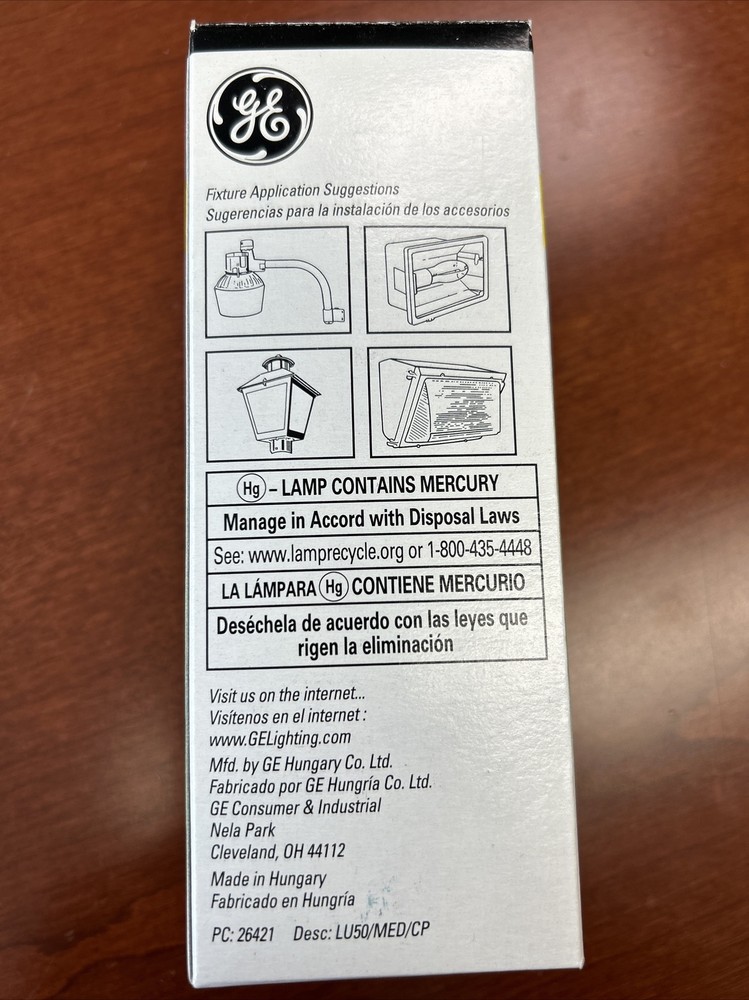 GE
Fixture Application Suggestions
Sugerencias para la instalación de los accesorios
Hg – LAMP CONTAINS MERCURY
Manage in Accord with Disposal Laws
See: www.lamprecycle.org or 1-800-435-4448
LA LÁMPARA Hg CONTIENE MERCURIO
Deséchela de acuerdo con las leyes que
rigen la eliminación
Visit us on the internet...
Visítenos en el internet :
www.GELighting.com
Mfd. by GE Hungary Co. Ltd.
Fabricado por GE Hungría Co. Ltd.
GE Consumer & Industrial
Nela Park
Cleveland, OH 44112
Made in Hungary
Fabricado en Hungría
PC: 26421 Desc: LU50/MED/CP